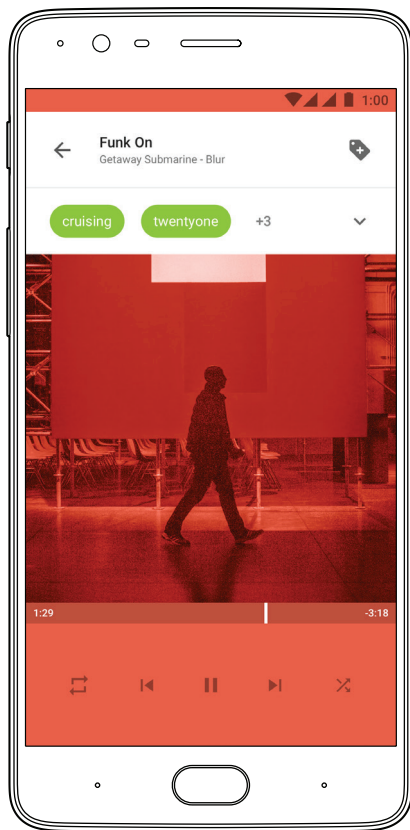 1:00
Funk On
Getaway Submarine - Blur
cruising twentyone +3
1:29 -3:18